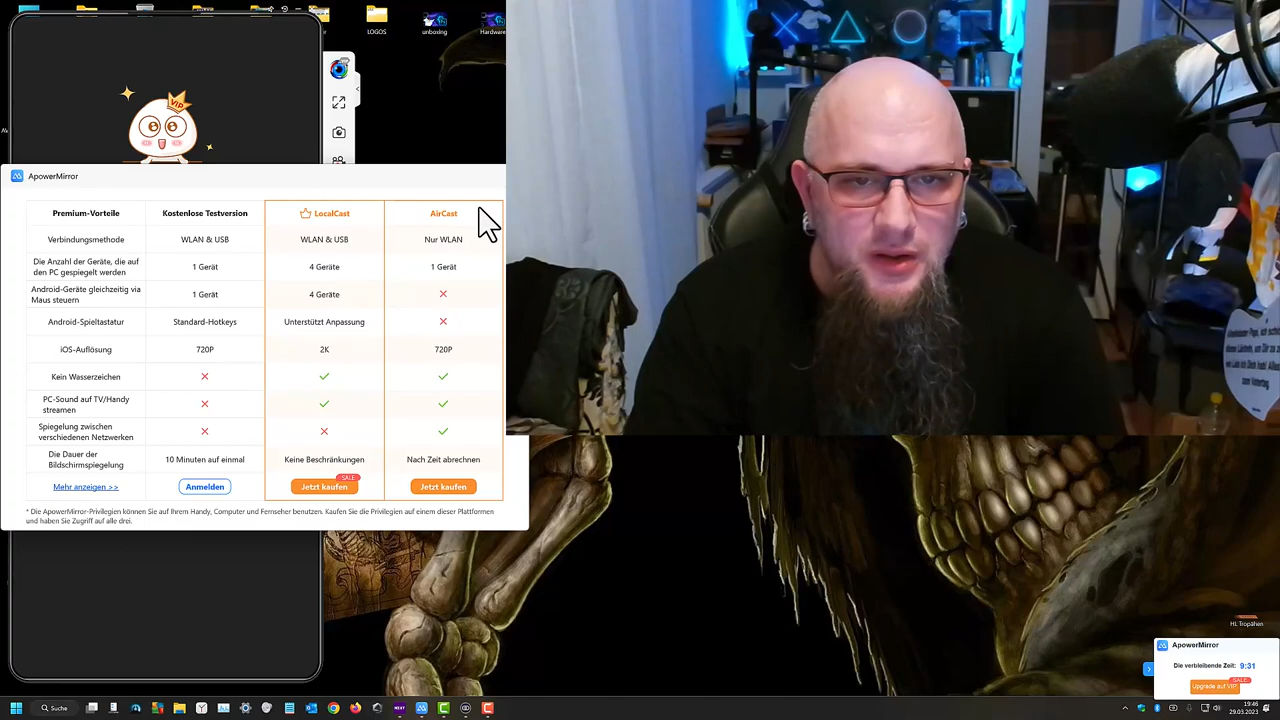 LOGOS
unboxing
Hardware
VIP
ApowerMirror
Premium-Vorteile
Kostenlose Testversion
LocalCast
AirCast
Verbindungsmethode
WLAN & USB
WLAN & USB
Nur WLAN
Die Anzahl der Geräte, die auf
den PC gespiegelt werden
1 Gerät
4 Geräte
1 Gerät
Android-Geräte gleichzeitig via
Maus steuern
1 Gerät
4 Geräte
Android-Spieltastatur
Standard-Hotkeys
Unterstützt Anpassung
iOS-Auflösung
720P
2K
720P
Kein Wasserzeichen
PC-Sound auf TV/Handy
streamen
Spiegelung zwischen
verschiedenen Netzwerken
Die Dauer der
Bildschirmspiegelung
10 Minuten auf einmal
Keine Beschränkungen
Nach Zeit abrechnen
Mehr anzeigen >>
Anmelden
SALE
Jetzt kaufen
Jetzt kaufen
* Die ApowerMirror-Privilegien können Sie auf Ihrem Handy, Computer und Fernseher benutzen. Kaufen Sie die Privilegien auf einem dieser Plattformen
und haben Sie Zugriff auf alle drei.
HL Tropähen
ApowerMirror
Die verbleibende Zeit: 9:31
SALE
Upgrade auf VIP
Suche
NEXT
19:46
29.03.2023